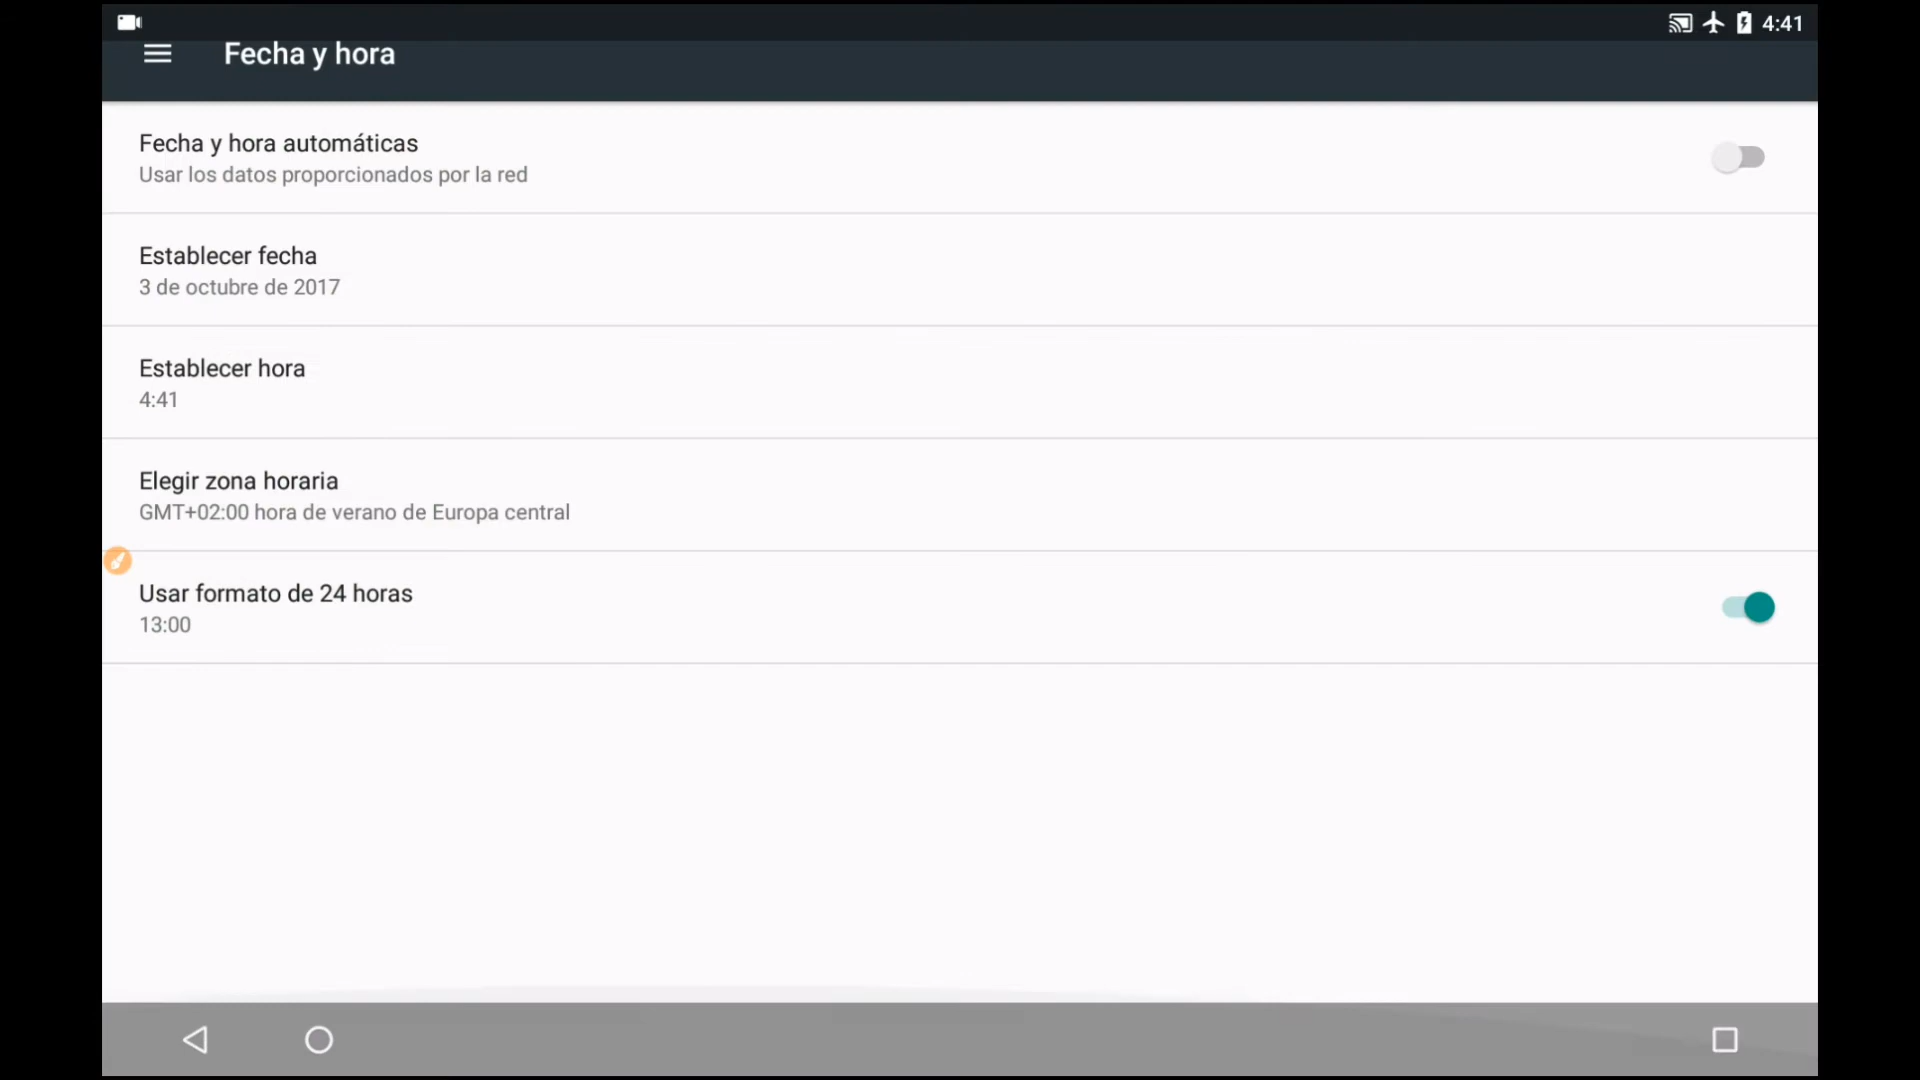 4:41
Fecha y hora
Fecha y hora automáticas
Usar los datos proporcionados por la red
Establecer fecha
3 de octubre de 2017
Establecer hora
4:41
Elegir zona horaria
GMT+02:00 hora de verano de Europa central
Usar formato de 24 horas
13:00